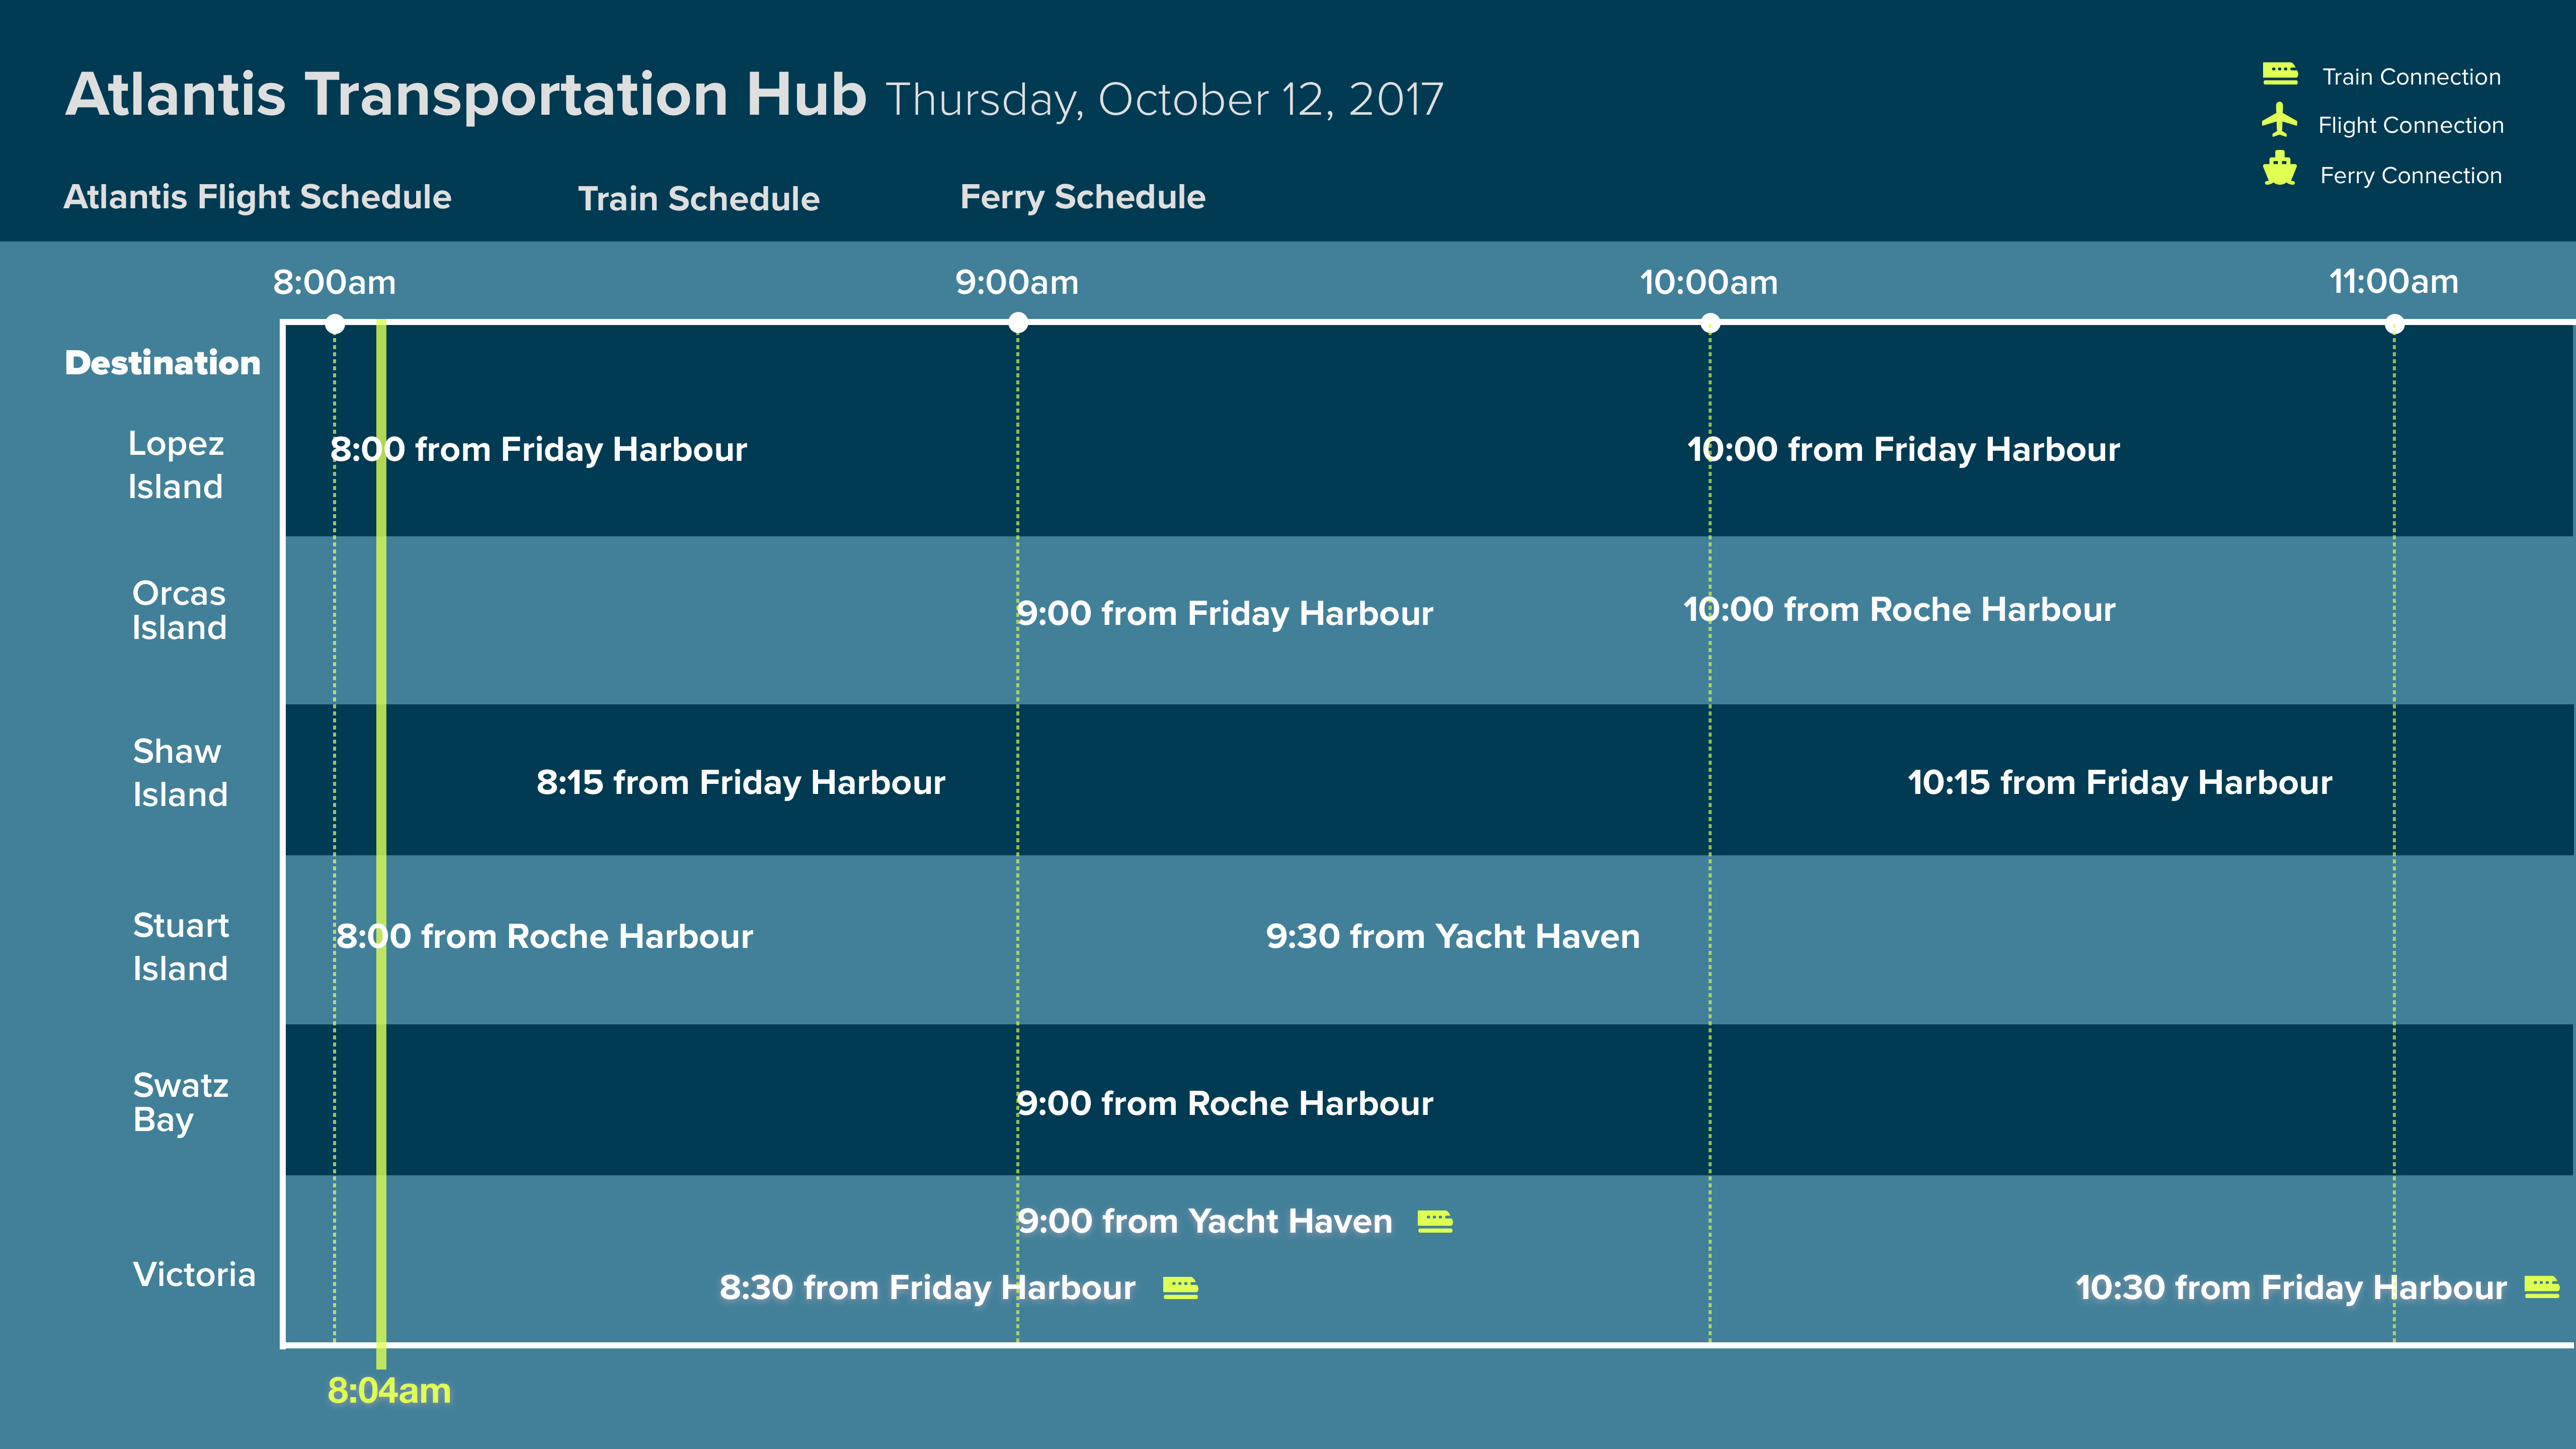 Atlantis Transportation Hub Thursday, October 12, 2017
Train Connection
Flight Connection
Ferry Connection
Atlantis Flight Schedule Train Schedule Ferry Schedule
8:00am 9:00am 10:00am 11:00am
Destination
Lopez
Island
8:00 from Friday Harbour 10:00 from Friday Harbour
Orcas
Island
9:00 from Friday Harbour 10:00 from Roche Harbour
Shaw
Island
8:15 from Friday Harbour 10:15 from Friday Harbour
Stuart
Island
8:00 from Roche Harbour 9:30 from Yacht Haven
Swatz
Bay
9:00 from Roche Harbour
Victoria
9:00 from Yacht Haven
8:30 from Friday Harbour 10:30 from Friday Harbour
8:04am